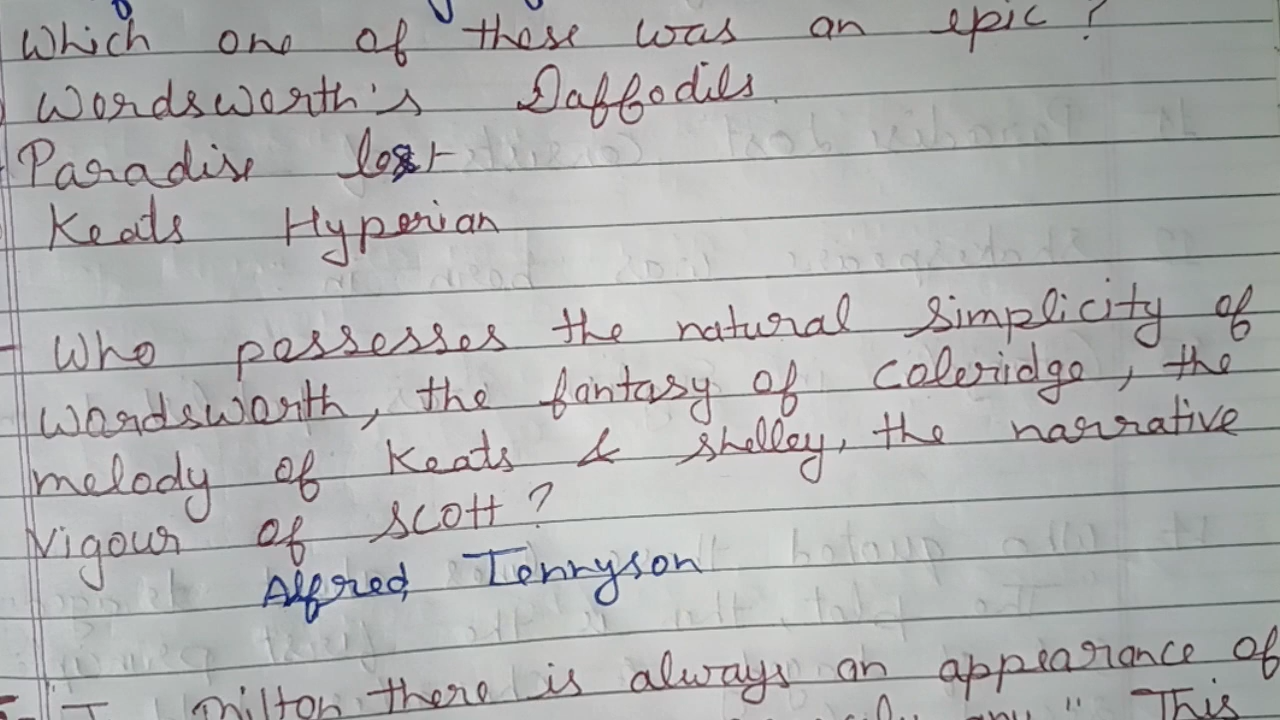 Which one of these was an epic?
Wordsworth's Daffodils
Paradise lost
Keats Hyperian
Who possesses the natural simplicity of
Wordsworth, the fantasy of Coleridge, the
melody of Keats & Shelley, the narrative
Vigour of Scott?
Alfred, Tennyson
Milton there is always an appearance of
any" This